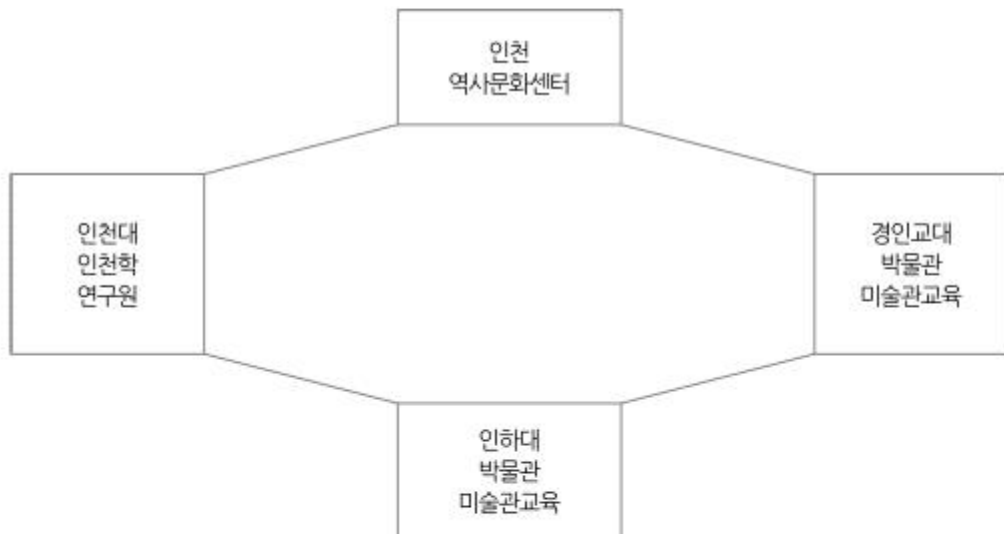 인천
역사문화센터
인천대
인천학
연구원
경인교대
박물관
미술관교육
인하대
박물관
미술관교육